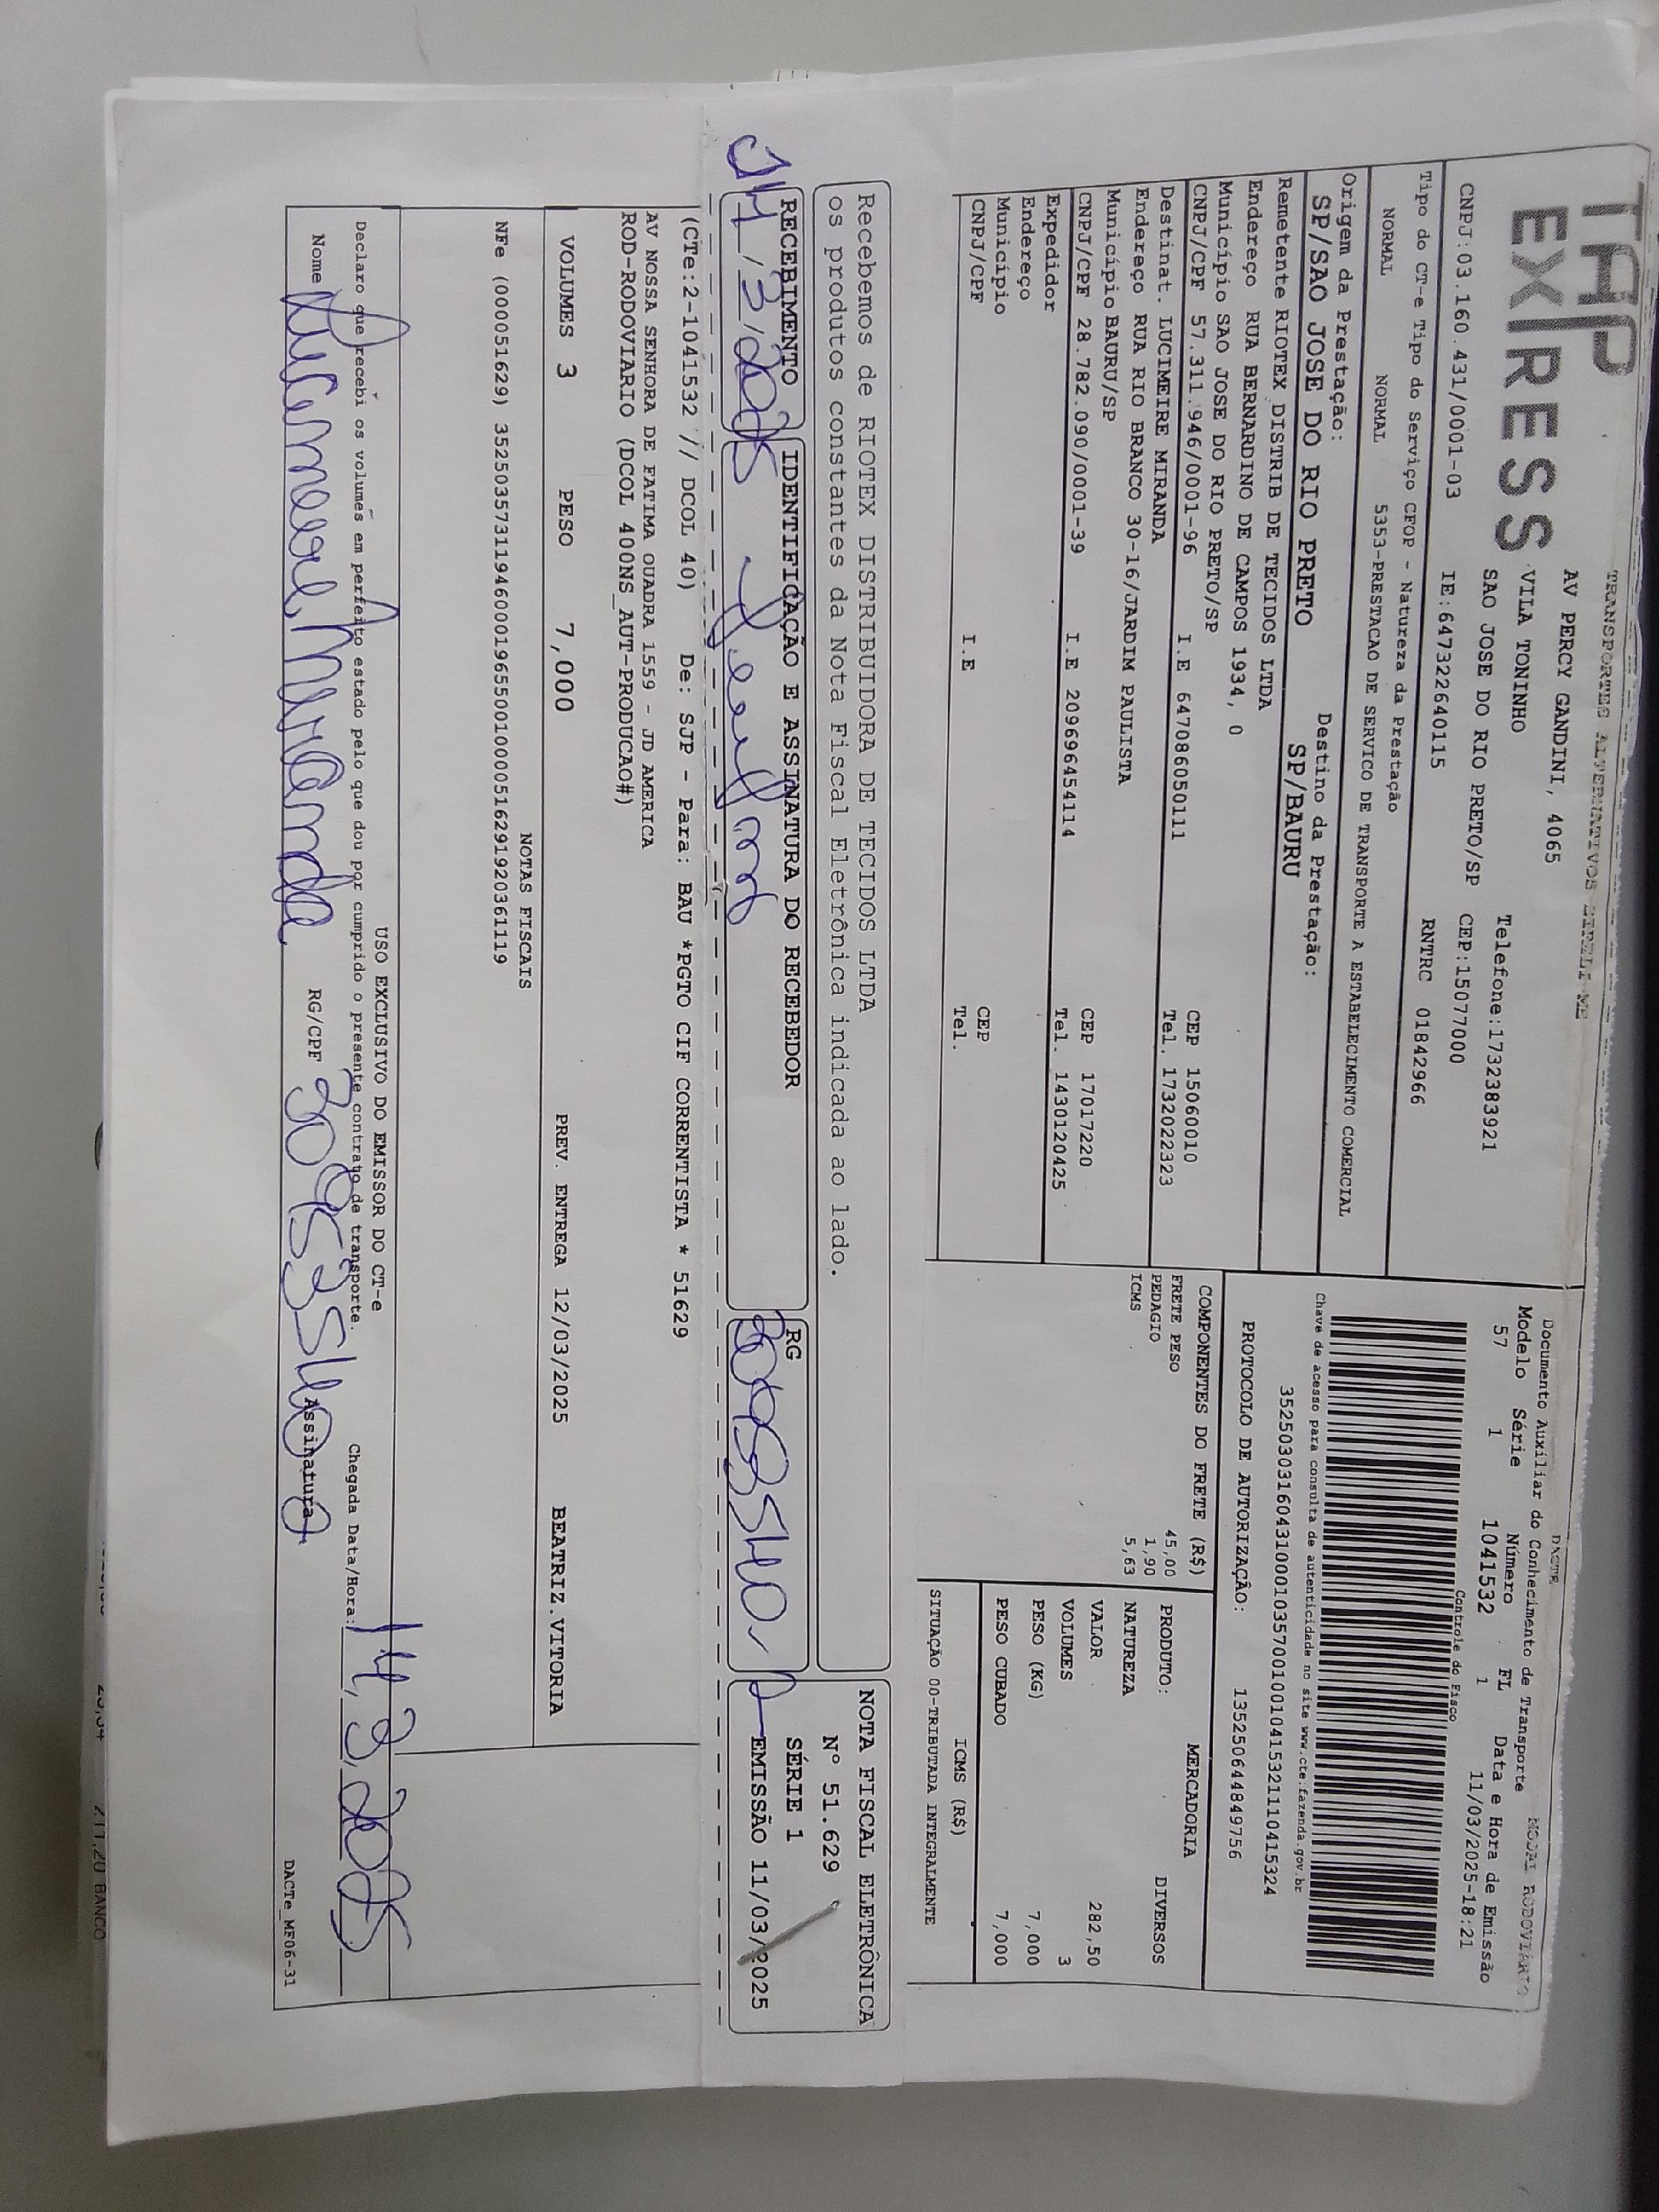 TAP
EXPRESS
TRANSPORTES ALTERNATIVOS EIRELI ME
AV PERCY GANDINI, 4065
VILA TONINHO
SAO JOSE DO RIO PRETO/SP
Telefone:1732383921
CEP:15077000
CNPJ:03.160.431/0001-03 IE:647322640115 RNTRC 01842966
Tipo do CT-e Tipo do Serviço CFOP - Natureza da Prestação
NORMAL NORMAL 5353-PRESTACAO DE SERVICO DE TRANSPORTE A ESTABELECIMENTO COMERCIAL
Origem da Prestação: Destino da Prestação:
SP/SAO JOSE DO RIO PRETO SP/BAURU
Remetente RIOTEX DISTRIB DE TECIDOS LTDA
Endereço RUA BERNARDINO DE CAMPOS 1934, 0
Município SAO JOSE DO RIO PRETO/SP CEP 15060010
CNPJ/CPF 57.311.946/0001-96 I.E 647086050111 Tel. 1732022323
Destinat. LUCIMEIRE MIRANDA
Endereço RUA RIO BRANCO 30-16/JARDIM PAULISTA
Município BAURU/SP CEP 17017220
CNPJ/CPF 28.782.090/0001-39 I.E 209696454114 Tel. 1430120425
Expedidor
Endereço
Município CEP
CNPJ/CPF I.E Tel.
DACTE MODAL RODOVIÁRIO
Documento Auxiliar do Conhecimento de Transporte
Modelo Série Número FL Data e Hora de Emissão
57 1 1041532 1 11/03/2025-18:21
Controle do Fisco
Chave de acesso para consulta de autenticidade no site www.cte.fazenda.gov.br
35250303160431000103570010010415321110415324
PROTOCOLO DE AUTORIZAÇÃO: 135250644849756
COMPONENTES DO FRETE (R$)
FRETE PESO 45,00
PEDAGIO 1,90
ICMS 5,63
MERCADORIA
PRODUTO: DIVERSOS
NATUREZA
VALOR 282,50
VOLUMES 3
PESO (KG) 7,000
PESO CUBADO 7,000
ICMS (R$)
SITUAÇÃO 00-TRIBUTADA INTEGRALMENTE
Recebemos de RIOTEX DISTRIBUIDORA DE TECIDOS LTDA
os produtos constantes da Nota Fiscal Eletrônica indicada ao lado.
NOTA FISCAL ELETRÔNICA
Nº 51.629
SÉRIE 1
EMISSÃO 11/03/2025
RECEBIMENTO IDENTIFICAÇÃO E ASSINATURA DO RECEBEDOR RG
14/3/2025
(CTe:2-1041532 // DCOL 40) De: SJP - Para: BAU *PGTO CIF CORRENTISTA * 51629
AV NOSSA SENHORA DE FATIMA QUADRA 1559 - JD AMERICA
ROD-RODOVIARIO (DCOL 400NS_AUT-PRODUCAO#)
VOLUMES 3 PESO 7,000 PREV. ENTREGA 12/03/2025 BEATRIZ.VITORIA
NOTAS FISCAIS
NFe (000051629) 35250357311946000196550010000516291920361119
USO EXCLUSIVO DO EMISSOR DO CT-e
Declaro que recebi os volumes em perfeito estado pelo que dou por cumprido o presente contrato de transporte. Chegada Data/Hora: 14, 3, 2025
Nome Lucimeire Miranda RG/CPF Assinatura
DACTe_MF06-31
BANCO